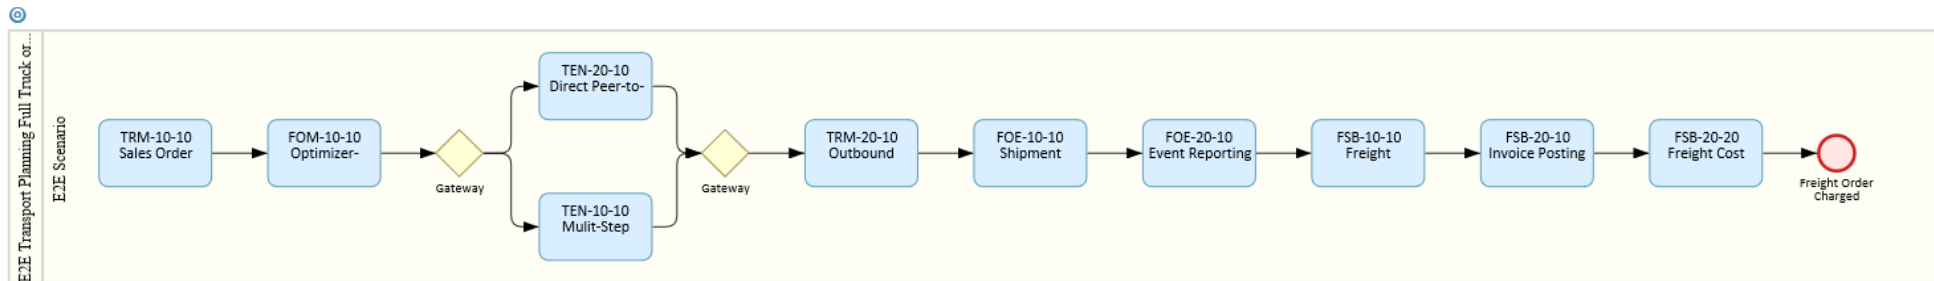 E2E Transport Planning Full Truck or...
E2E Scenario
TRM-10-10
Sales Order
FOM-10-10
Optimizer-
Gateway
TEN-20-10
Direct Peer-to-
TEN-10-10
Mulit-Step
Gateway
TRM-20-10
Outbound
FOE-10-10
Shipment
FOE-20-10
Event Reporting
FSB-10-10
Freight
FSB-20-10
Invoice Posting
FSB-20-20
Freight Cost
Freight Order
Charged